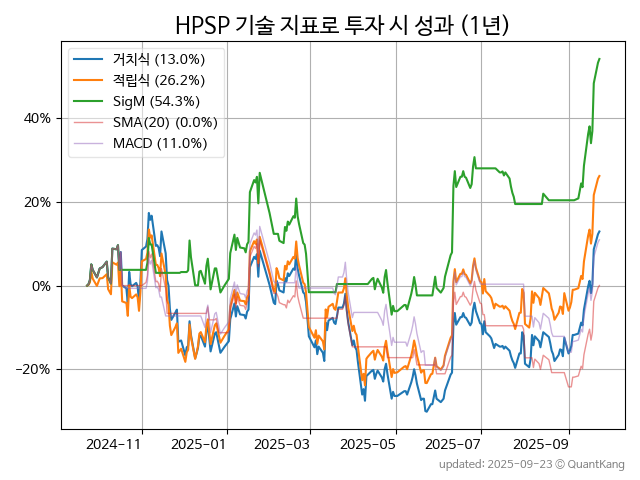 HPSP 기술 지표로 투자 시 성과 (1년)
거치식 (13.0%)
적립식 (26.2%)
SigM (54.3%)
SMA(20) (0.0%)
MACD (11.0%)
40%
20%
0%
−20%
2024-11 2025-01 2025-03 2025-05 2025-07 2025-09
updated: 2025-09-23 © QuantKang